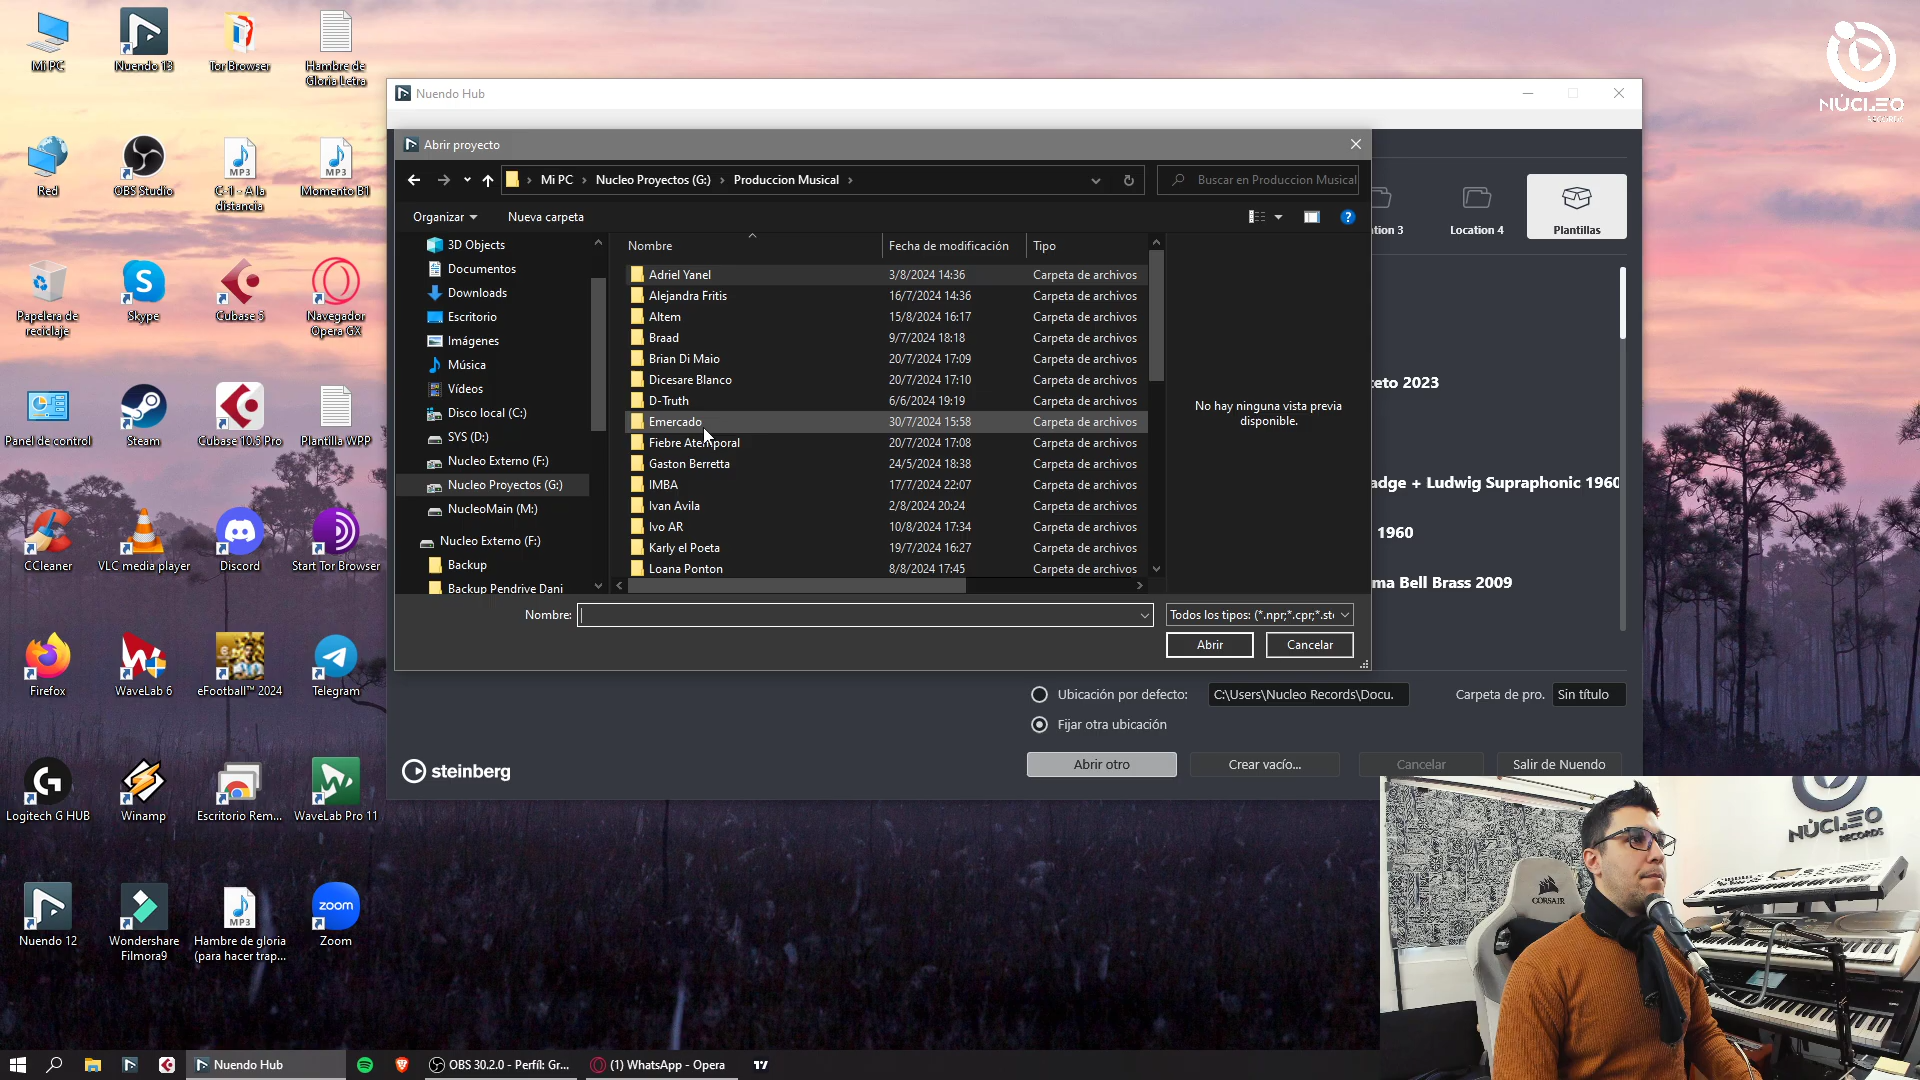 Mi PC
Nuendo 13
Tor Browser
Hambre de
Gloria Letra
Red
OBS Studio
C-1 - A la
distancia
Momento B1
Papelera de
reciclaje
Skype
Cubase 5
Navegador
Opera GX
Panel de control
Steam
Cubase 10.5 Pro
Plantilla WPP
CCleaner
VLC media player
Discord
Start Tor Browser
Firefox
WaveLab 6
eFootball™ 2024
Telegram
Logitech G HUB
Winamp
Escritorio Rem...
WaveLab Pro 11
Nuendo 12
Wondershare
Filmora9
MP3
Hambre de gloria
(para hacer trap...
zoom
Zoom
NÚCLEO
RECORDS
Nuendo Hub
Abrir proyecto
Mi PC
Nucleo Proyectos (G:)
Produccion Musical
Buscar en Produccion Musical
Organizar
Nueva carpeta
3D Objects
Documentos
Downloads
Escritorio
Imágenes
Música
Vídeos
Disco local (C:)
SYS (D:)
Nucleo Externo (F:)
Nucleo Proyectos (G:)
NucleoMain (M:)
Nucleo Externo (F:)
Backup
Backup Pendrive Dani
Nombre Fecha de modificación Tipo
Adriel Yanel 3/8/2024 14:36 Carpeta de archivos
Alejandra Fritis 16/7/2024 14:36 Carpeta de archivos
Altem 15/8/2024 16:17 Carpeta de archivos
Braad 9/7/2024 18:18 Carpeta de archivos
Brian Di Maio 20/7/2024 17:09 Carpeta de archivos
Dicesare Blanco 20/7/2024 17:10 Carpeta de archivos
D-Truth 6/6/2024 19:19 Carpeta de archivos
Emercado 30/7/2024 15:58 Carpeta de archivos
Fiebre Atemporal 20/7/2024 17:08 Carpeta de archivos
Gaston Berretta 24/5/2024 18:38 Carpeta de archivos
IMBA 17/7/2024 22:07 Carpeta de archivos
Ivan Avila 2/8/2024 20:24 Carpeta de archivos
Ivo AR 10/8/2024 17:34 Carpeta de archivos
Karly el Poeta 19/7/2024 16:27 Carpeta de archivos
Loana Ponton 8/8/2024 17:45 Carpeta de archivos
No hay ninguna vista previa
disponible.
Nombre:
Todos los tipos: (*.npr;*.cpr;*.ste
Abrir
Cancelar
tion 3
Location 4
Plantillas
eto 2023
adge + Ludwig Supraphonic 1960
1960
ma Bell Brass 2009
Ubicación por defecto:
C:\Users\Nucleo Records\Docu.
Carpeta de pro.
Sin título
Fijar otra ubicación
steinberg
Abrir otro
Crear vacío...
Cancelar
Salir de Nuendo
NÚCLEO
RECORDS
CORSAIR
Nuendo Hub
OBS 30.2.0 - Perfil: Gr...
(1) WhatsApp - Opera